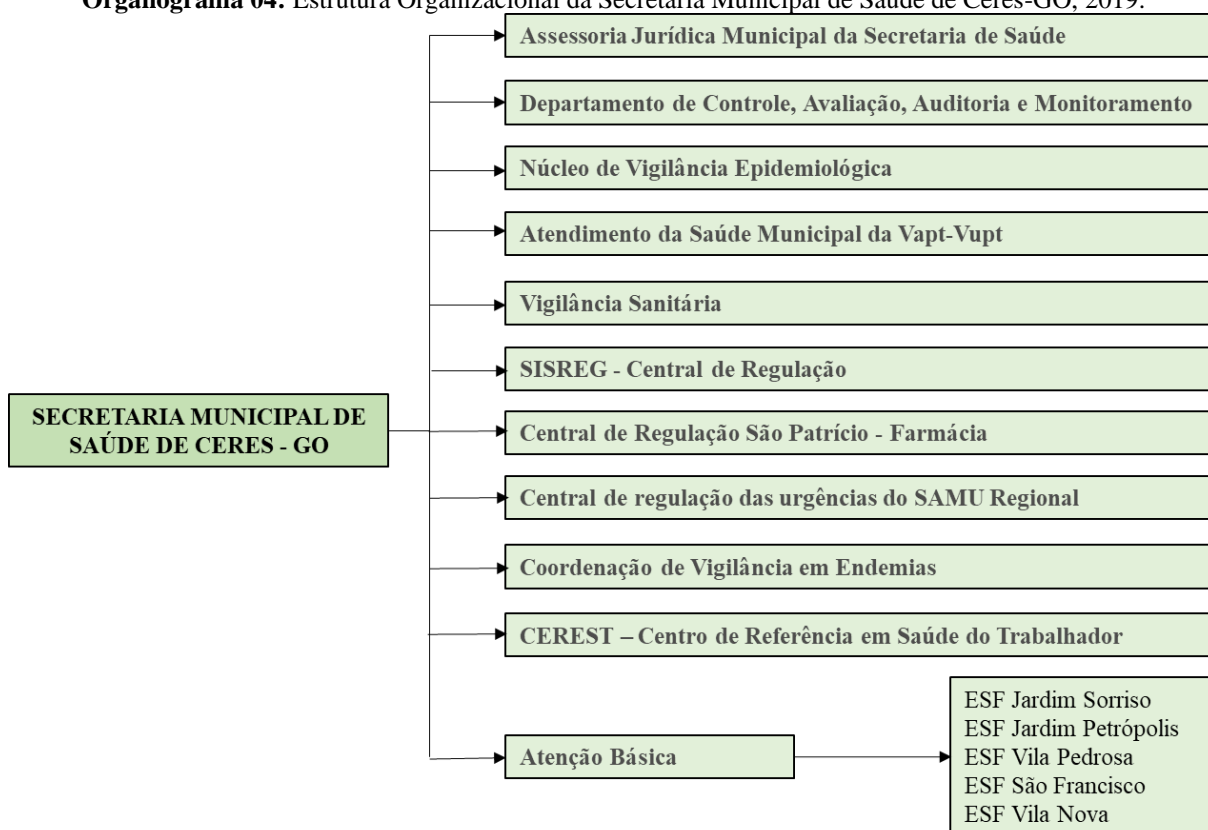 Organograma 04: Estrutura Organizacional da Secretaria Municipal de Saúde de Ceres-GO, 2019.
Assessoria Jurídica Municipal da Secretaria de Saúde
Departamento de Controle, Avaliação, Auditoria e Monitoramento
Núcleo de Vigilância Epidemiológica
Atendimento da Saúde Municipal da Vapt-Vupt
Vigilância Sanitária
SISREG - Central de Regulação
SECRETARIA MUNICIPAL DE
SAÚDE DE CERES - GO
Central de Regulação São Patrício - Farmácia
Central de regulação das urgências do SAMU Regional
Coordenação de Vigilância em Endemias
CEREST – Centro de Referência em Saúde do Trabalhador
Atenção Básica
ESF Jardim Sorriso
ESF Jardim Petrópolis
ESF Vila Pedrosa
ESF São Francisco
ESF Vila Nova